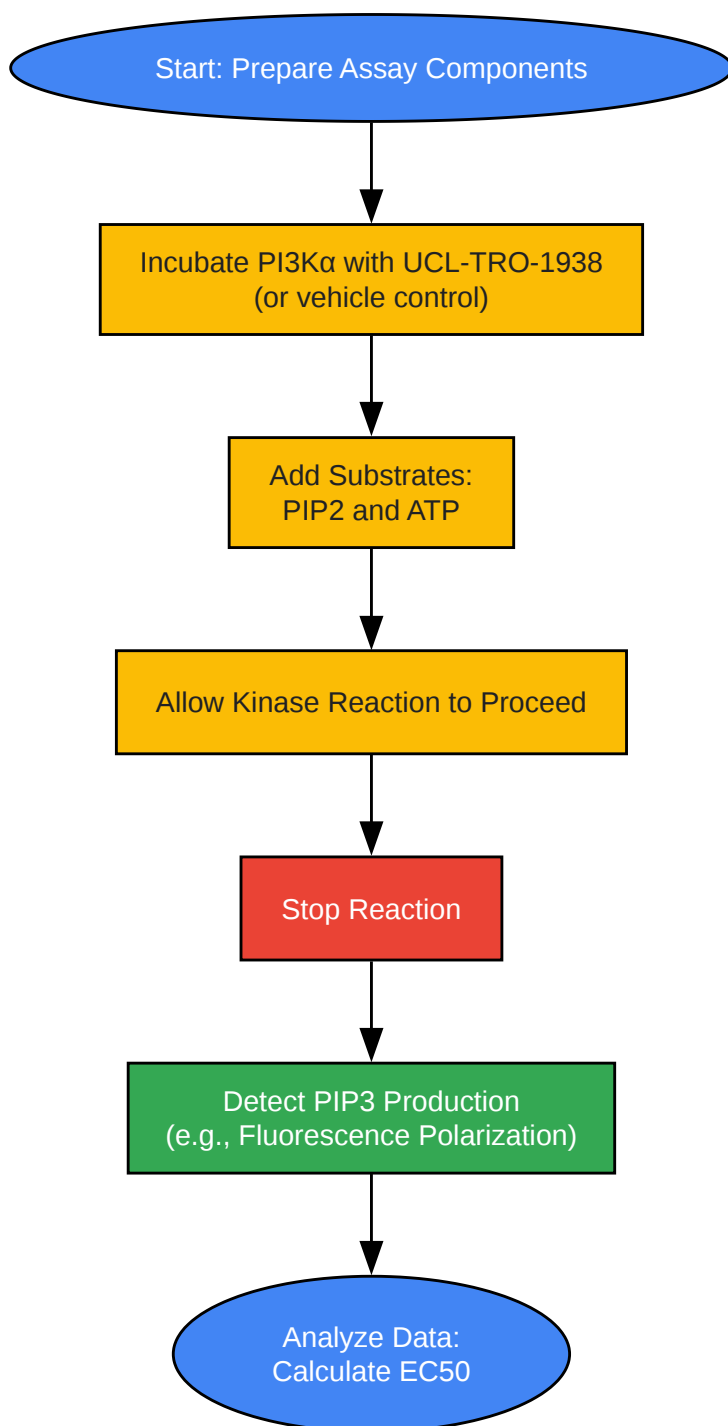 Start: Prepare Assay Components
Incubate PI3Kα with UCL-TRO-1938
(or vehicle control)
Add Substrates:
PIP2 and ATP
Allow Kinase Reaction to Proceed
Stop Reaction
Detect PIP3 Production
(e.g., Fluorescence Polarization)
Analyze Data:
Calculate EC50